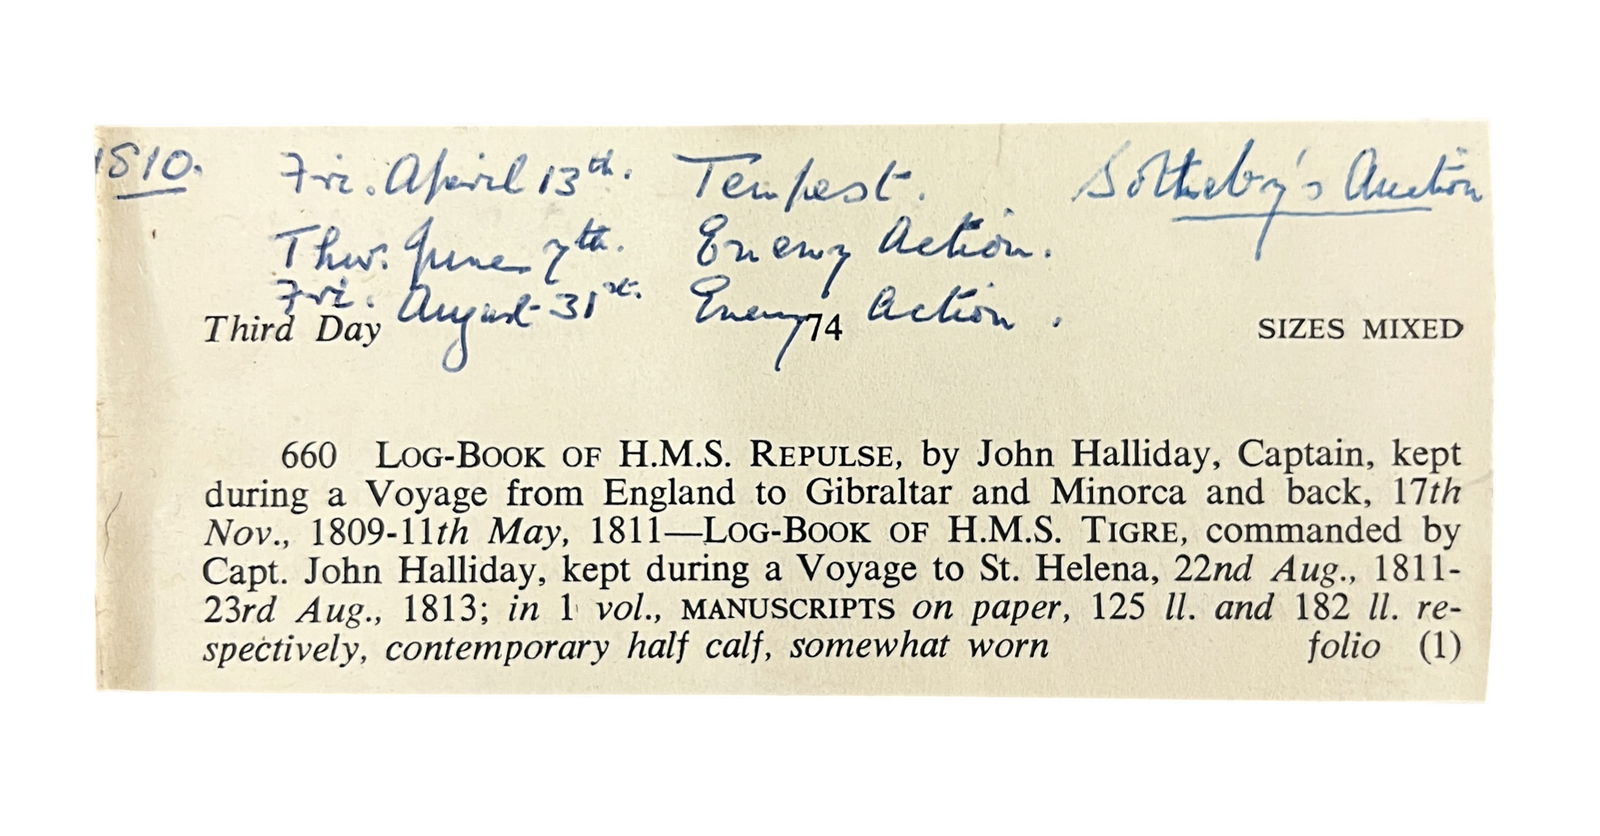 1810. Fri. April 13th. Tempest. Sotheby's Auction
Thur. June 7th. Enemy Action.
Fri. August 31st. Enemy Action.
Third Day 74 SIZES MIXED
660 LOG-BOOK OF H.M.S. REPULSE, by John Halliday, Captain, kept
during a Voyage from England to Gibraltar and Minorca and back, 17th
Nov., 1809-11th May, 1811—LOG-BOOK OF H.M.S. TIGRE, commanded by
Capt. John Halliday, kept during a Voyage to St. Helena, 22nd Aug., 1811-
23rd Aug., 1813; in 1 vol., MANUSCRIPTS on paper, 125 ll. and 182 ll. re-
spectively, contemporary half calf, somewhat worn folio (1)